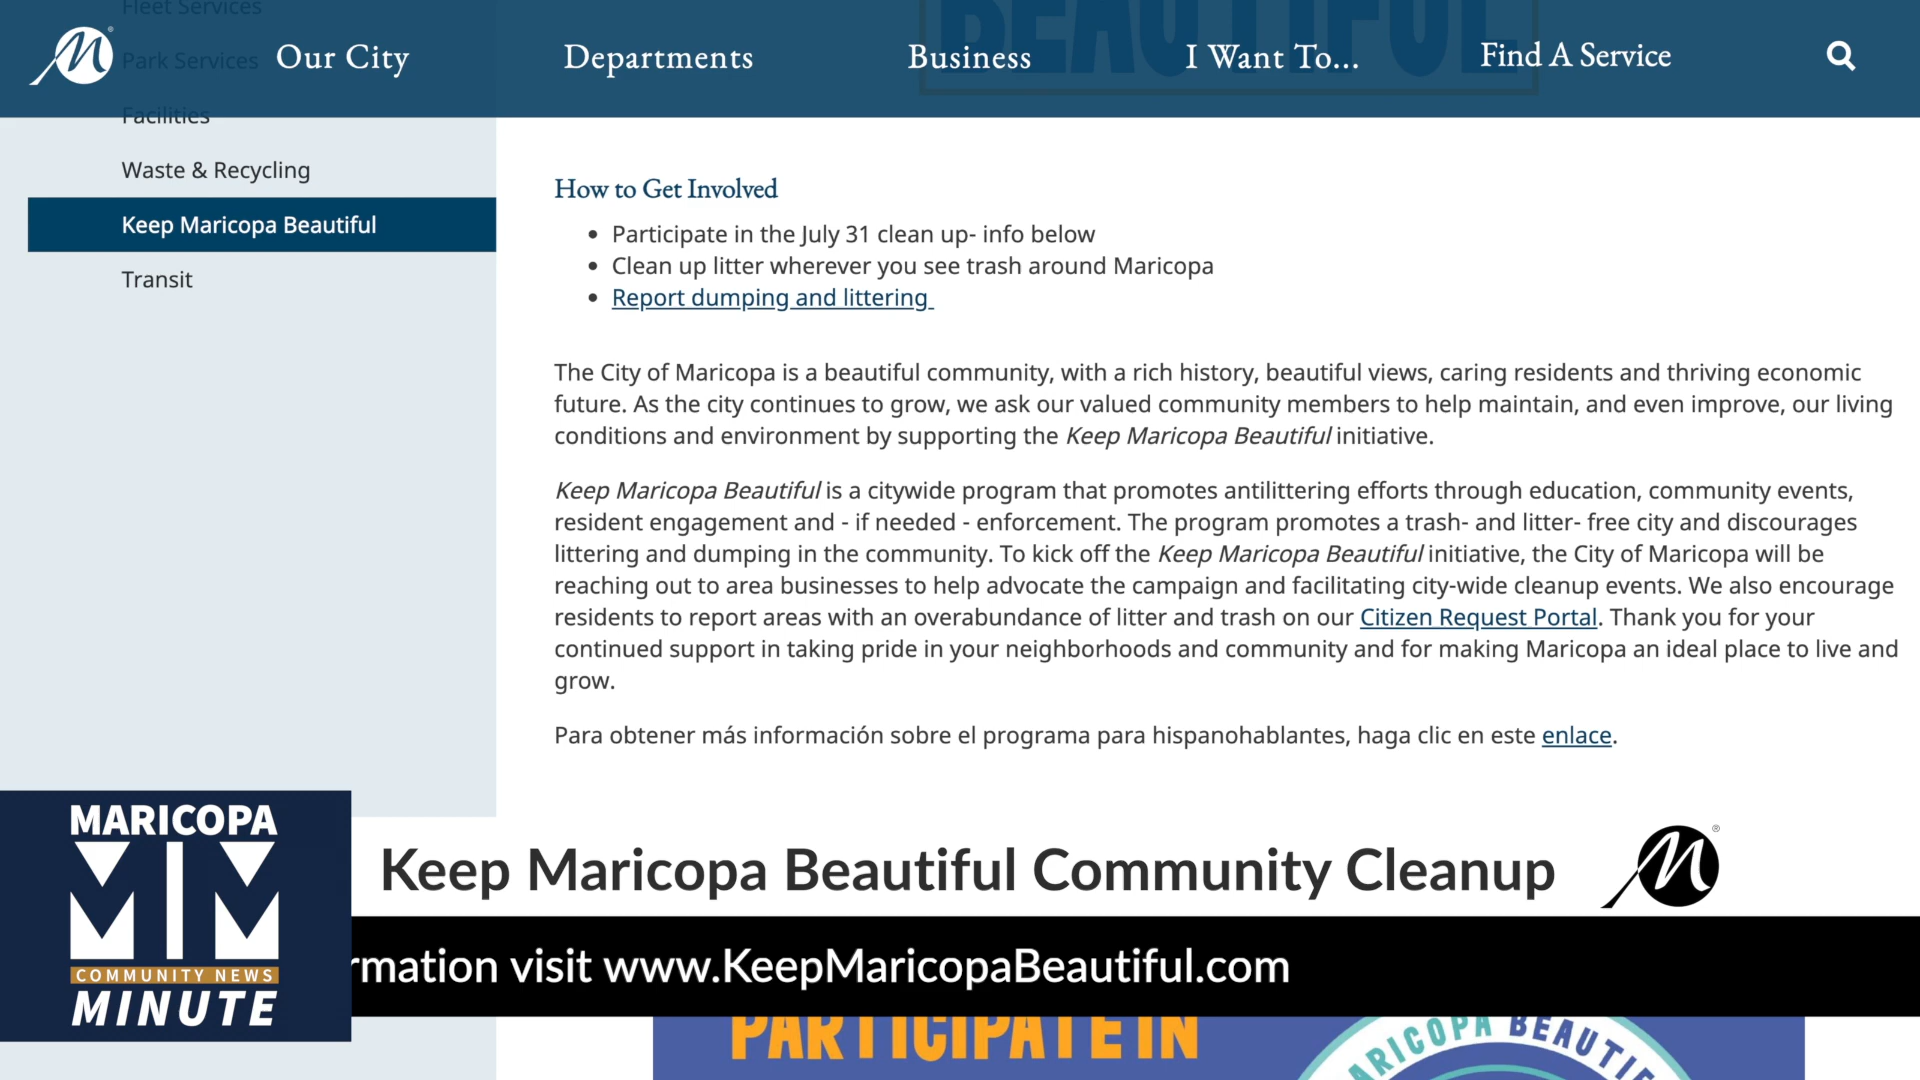 Fleet Services
Park Services
Facilities
Waste & Recycling
Keep Maricopa Beautiful
Transit
BEAUTIFUL
M®
Our City
Departments
Business
I Want To...
Find A Service
How to Get Involved
Participate in the July 31 clean up- info below
Clean up litter wherever you see trash around Maricopa
Report dumping and littering
The City of Maricopa is a beautiful community, with a rich history, beautiful views, caring residents and thriving economic
future. As the city continues to grow, we ask our valued community members to help maintain, and even improve, our living
conditions and environment by supporting the Keep Maricopa Beautiful initiative.
Keep Maricopa Beautiful is a citywide program that promotes antilittering efforts through education, community events,
resident engagement and - if needed - enforcement. The program promotes a trash- and litter- free city and discourages
littering and dumping in the community. To kick off the Keep Maricopa Beautiful initiative, the City of Maricopa will be
reaching out to area businesses to help advocate the campaign and facilitating city-wide cleanup events. We also encourage
residents to report areas with an overabundance of litter and trash on our Citizen Request Portal. Thank you for your
continued support in taking pride in your neighborhoods and community and for making Maricopa an ideal place to live and
grow.
Para obtener más información sobre el programa para hispanohablantes, haga clic en este enlace.
MARICOPA
MM
COMMUNITY NEWS
MINUTE
Keep Maricopa Beautiful Community Cleanup
M®
rmation visit www.KeepMaricopaBeautiful.com
PARTICIPATE IN
ARICOPA BEAUTIF